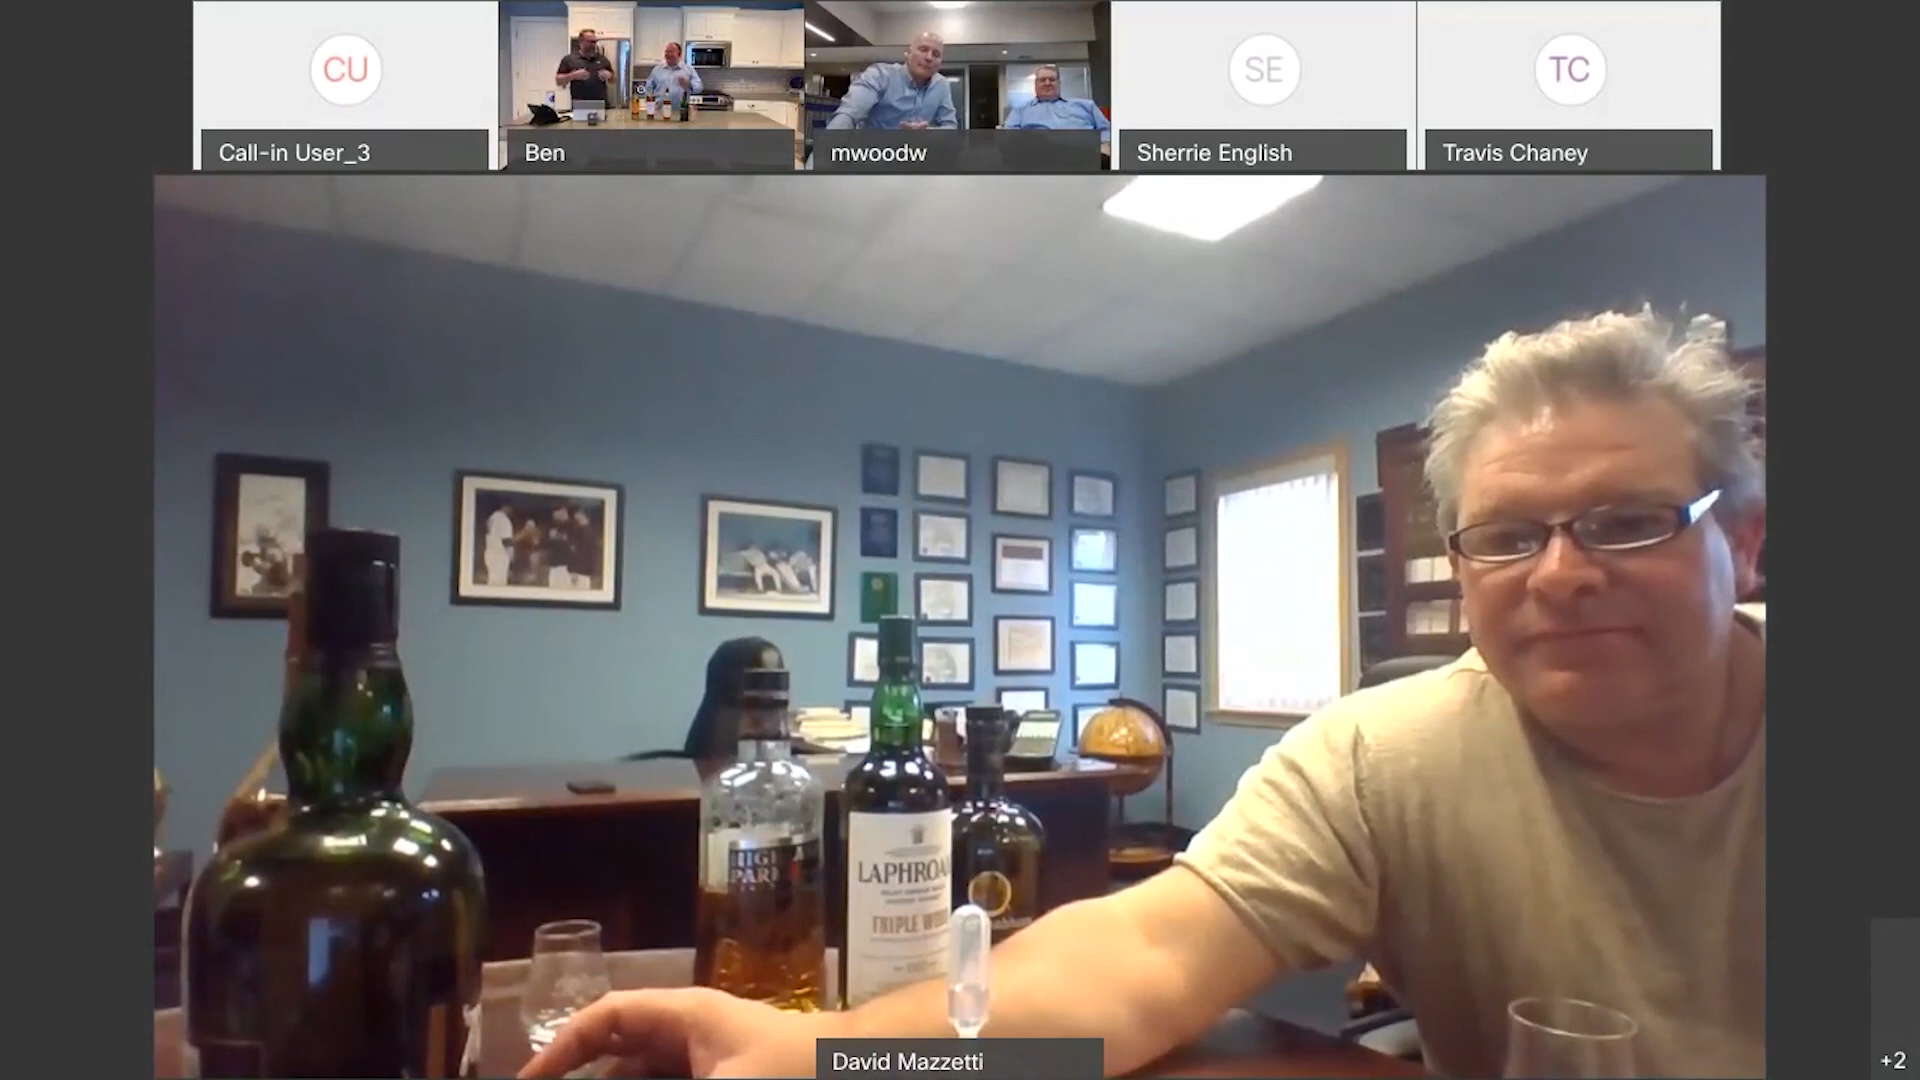 CU
SE
TC
Call-in User_3
Ben
mwoodw
Sherrie English
Travis Chaney
LAPHROA
TRIPLE WO
David Mazzetti
+2